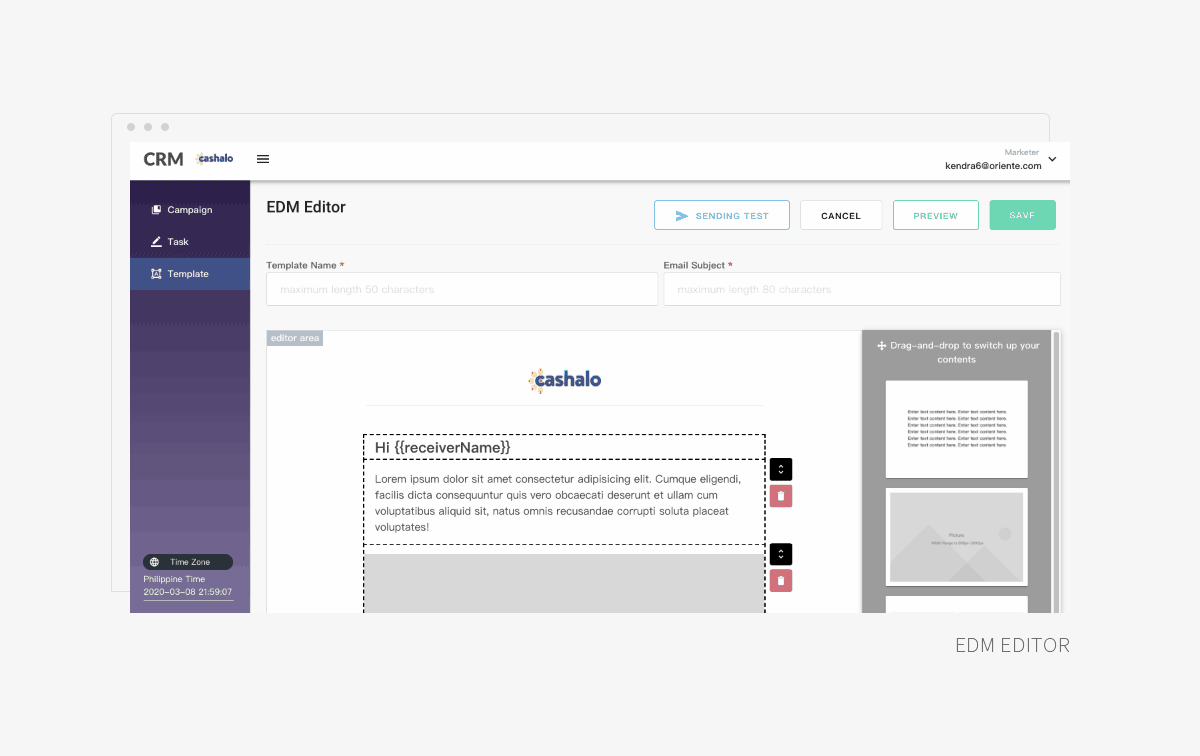 CRM
cashalo
Marketer
kendra6@oriente.com
Campaign
Task
Template
Time Zone
Philippine Time
2020-03-08 21:59:07
EDM Editor
SENDING TEST
CANCEL
PREVIEW
SAVE
Template Name *
maximum length 50 characters
Email Subject *
maximum length 80 characters
editor area
cashalo
Hi {{receiverName}}
Lorem ipsum dolor sit amet consectetur adipisicing elit. Cumque eligendi,
facilis dicta consequuntur quis vero obcaecati deserunt et ullam cum
voluptatibus aliquid sit, natus omnis recusandae corrupti soluta placeat
voluptates!
Drag-and-drop to switch up your
contents
Enter text content here. Enter text content here.
Enter text content here. Enter text content here.
Enter text content here. Enter text content here.
Enter text content here. Enter text content here.
Enter text content here. Enter text content here.
Enter text content here. Enter text content here.
Picture
EDM EDITOR